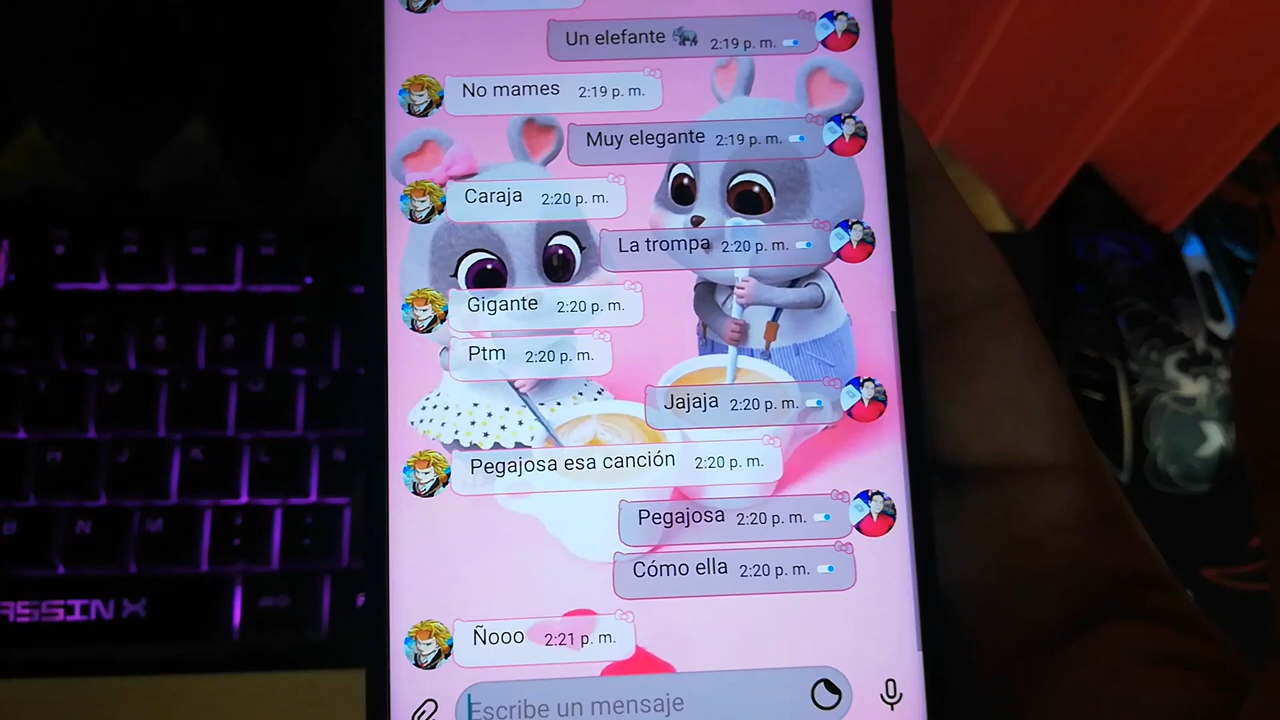 Un elefante 🐘 2:19 p. m.
No mames 2:19 p. m.
Muy elegante 2:19 p. m.
Caraja 2:20 p. m.
La trompa 2:20 p. m.
Gigante 2:20 p. m.
Ptm 2:20 p. m.
Jajaja 2:20 p. m.
Pegajosa esa canción 2:20 p. m.
Pegajosa 2:20 p. m.
Cómo ella 2:20 p. m.
Ñooo 2:21 p. m.
Escribe un mensaje
H J K L Ñ
B N M
ASSIN X